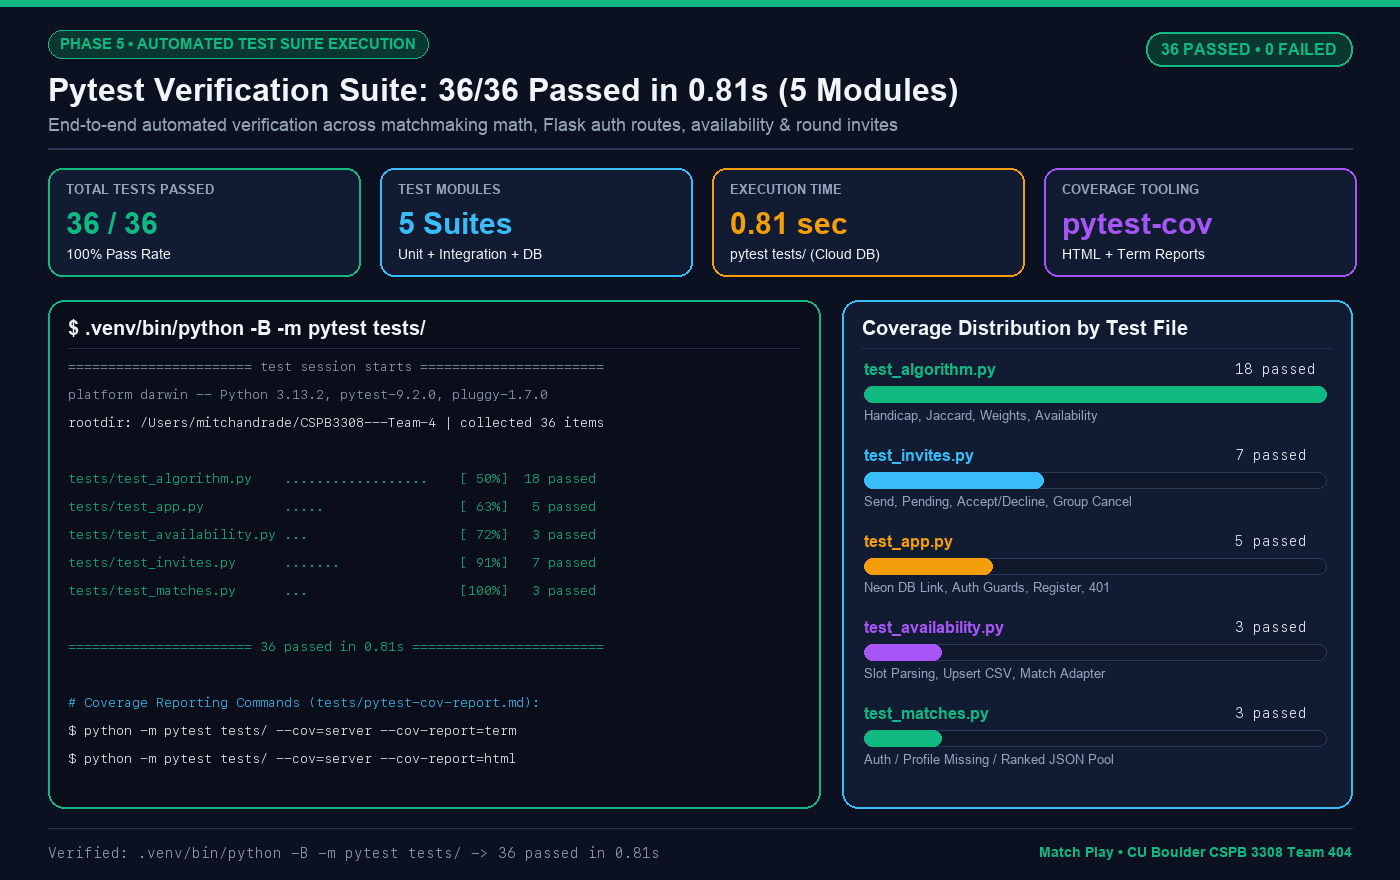 PHASE 5 • AUTOMATED TEST SUITE EXECUTION
36 PASSED • 0 FAILED
Pytest Verification Suite: 36/36 Passed in 0.81s (5 Modules)
End-to-end automated verification across matchmaking math, Flask auth routes, availability & round invites
TOTAL TESTS PASSED
36 / 36
100% Pass Rate
TEST MODULES
5 Suites
Unit + Integration + DB
EXECUTION TIME
0.81 sec
pytest tests/ (Cloud DB)
COVERAGE TOOLING
pytest-cov
HTML + Term Reports
$ .venv/bin/python -B -m pytest tests/
======================= test session starts =======================
platform darwin -- Python 3.13.2, pytest-9.2.0, pluggy-1.7.0
rootdir: /Users/mitchandrade/CSPB3308---Team-4 | collected 36 items
tests/test_algorithm.py    ..................    [ 50%]  18 passed
tests/test_app.py          .....                 [ 63%]   5 passed
tests/test_availability.py ...                   [ 72%]   3 passed
tests/test_invites.py      .......               [ 91%]   7 passed
tests/test_matches.py      ...                   [100%]   3 passed
======================= 36 passed in 0.81s ========================
# Coverage Reporting Commands (tests/pytest-cov-report.md):
$ python -m pytest tests/ --cov=server --cov-report=term
$ python -m pytest tests/ --cov=server --cov-report=html
Coverage Distribution by Test File
test_algorithm.py 18 passed
Handicap, Jaccard, Weights, Availability
test_invites.py 7 passed
Send, Pending, Accept/Decline, Group Cancel
test_app.py 5 passed
Neon DB Link, Auth Guards, Register, 401
test_availability.py 3 passed
Slot Parsing, Upsert CSV, Match Adapter
test_matches.py 3 passed
Auth / Profile Missing / Ranked JSON Pool
Verified: .venv/bin/python -B -m pytest tests/ -> 36 passed in 0.81s
Match Play • CU Boulder CSPB 3308 Team 404